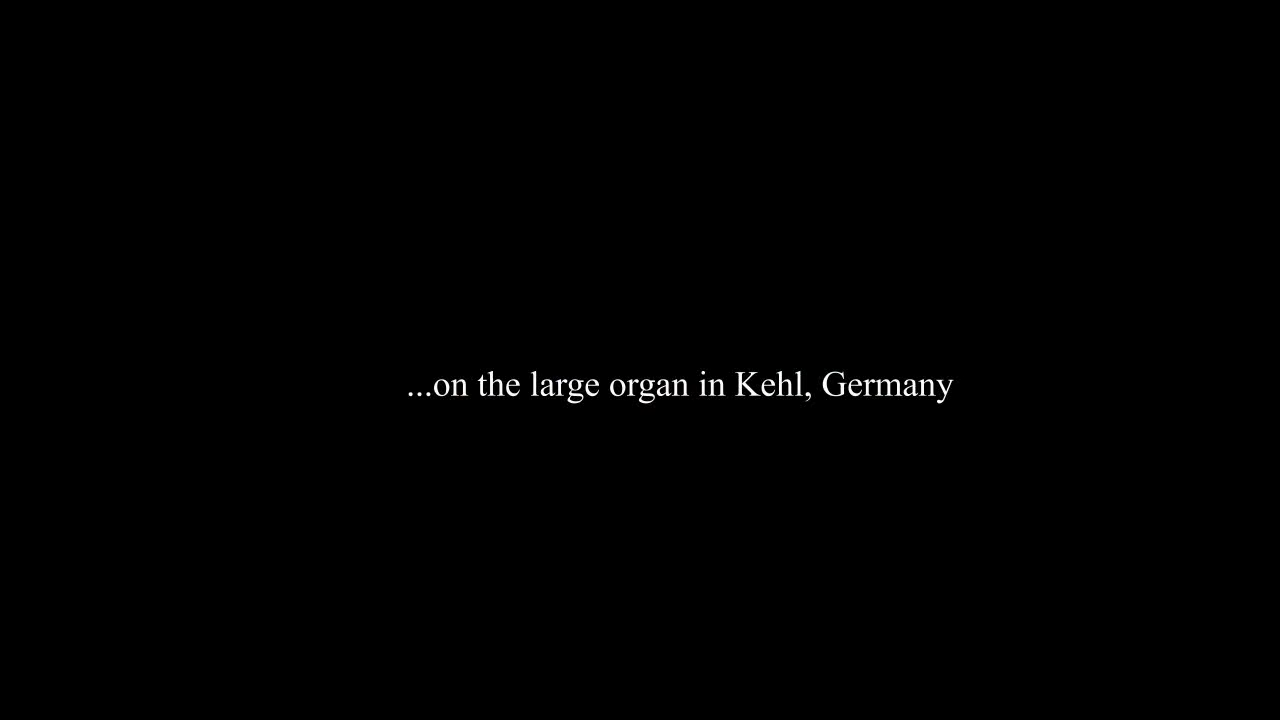 ...on the large organ in Kehl, Germany